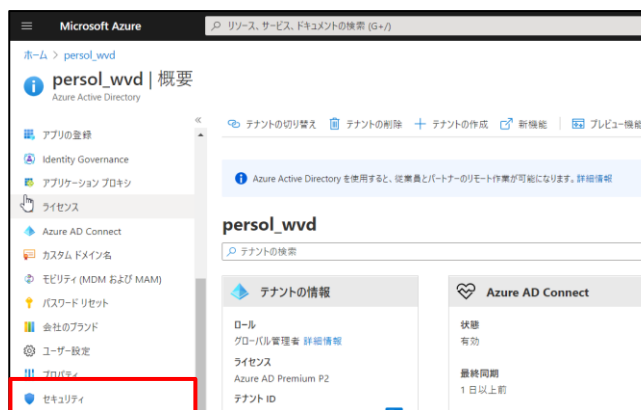 Microsoft Azure
リソース、サービス、ドキュメントの検索 (G+/)
ホーム > persol_wvd
persol_wvd | 概要
Azure Active Directory
テナントの切り替え テナントの削除 テナントの作成 新機能 プレビュー機能
アプリの登録
Identity Governance
アプリケーション プロキシ
ライセンス
Azure AD Connect
カスタム ドメイン名
モビリティ (MDM および MAM)
パスワード リセット
会社のブランド
ユーザー設定
プロパティ
セキュリティ
Azure Active Directory を使用すると、従業員とパートナーのリモート作業が可能になります。詳細情報
persol_wvd
テナントの検索
テナントの情報
ロール
グローバル管理者 詳細情報
ライセンス
Azure AD Premium P2
テナント ID
Azure AD Connect
状態
有効
最終同期
1 日以上前